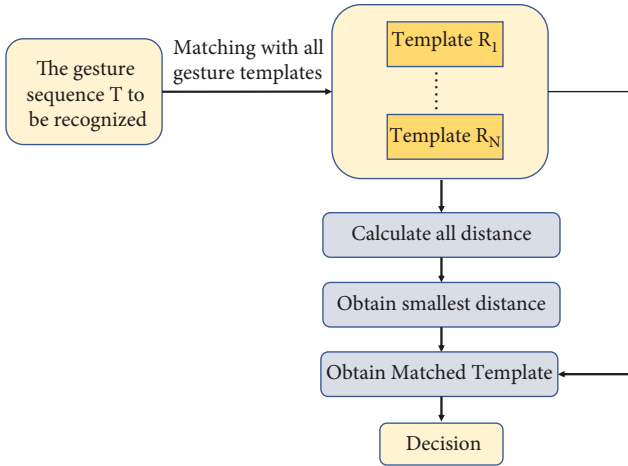 The gesture
sequence T to
be recognized
Matching with all
gesture templates
Template R₁
Template R_N
Calculate all distance
Obtain smallest distance
Obtain Matched Template
Decision